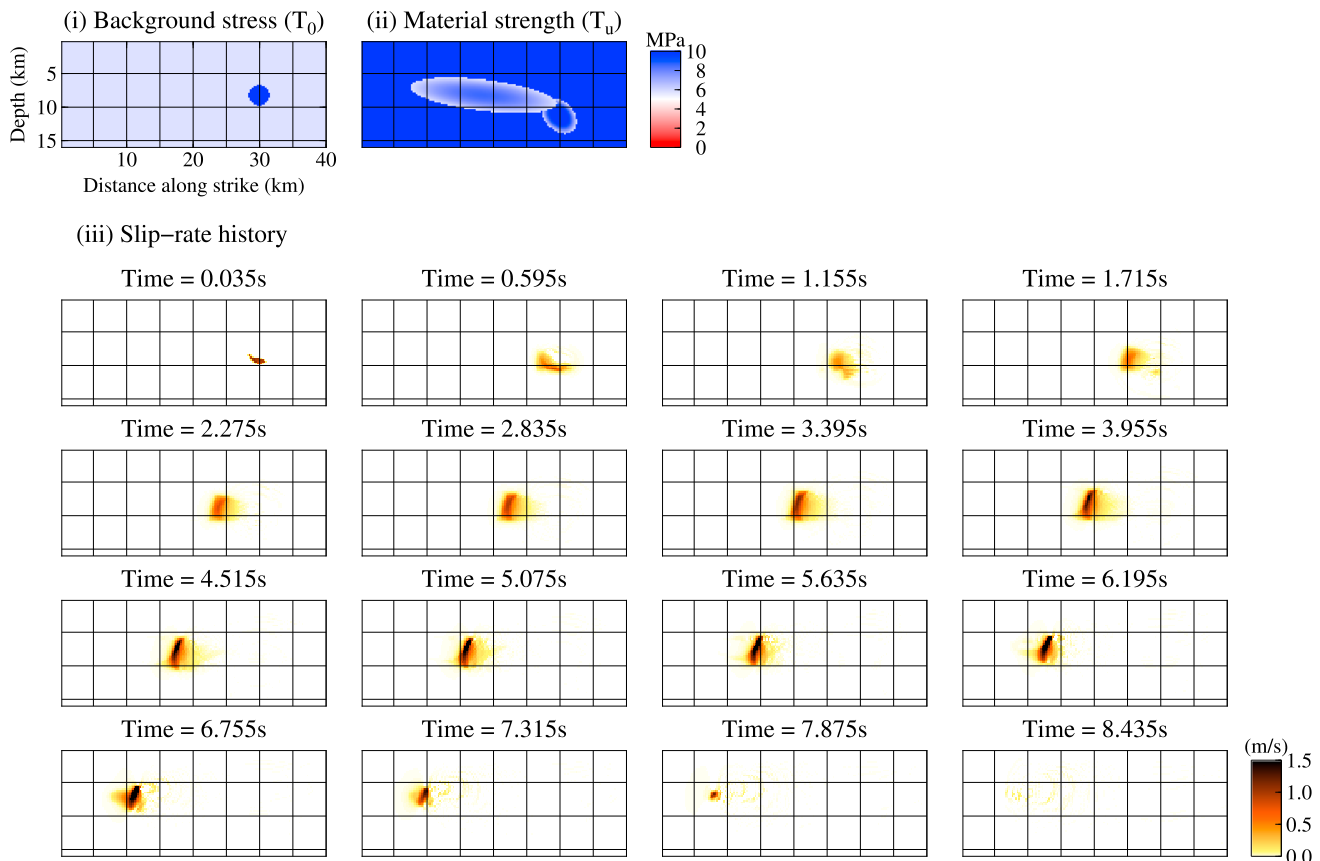 (i) Background stress (T0) (ii) Material strength (Tu)
MPa
Depth (km)
5
10
15
10
20
30
40
Distance along strike (km)
10
8
6
4
2
0
(iii) Slip−rate history
Time = 0.035s Time = 0.595s Time = 1.155s Time = 1.715s
Time = 2.275s Time = 2.835s Time = 3.395s Time = 3.955s
Time = 4.515s Time = 5.075s Time = 5.635s Time = 6.195s
Time = 6.755s Time = 7.315s Time = 7.875s Time = 8.435s
(m/s)
1.5
1.0
0.5
0.0